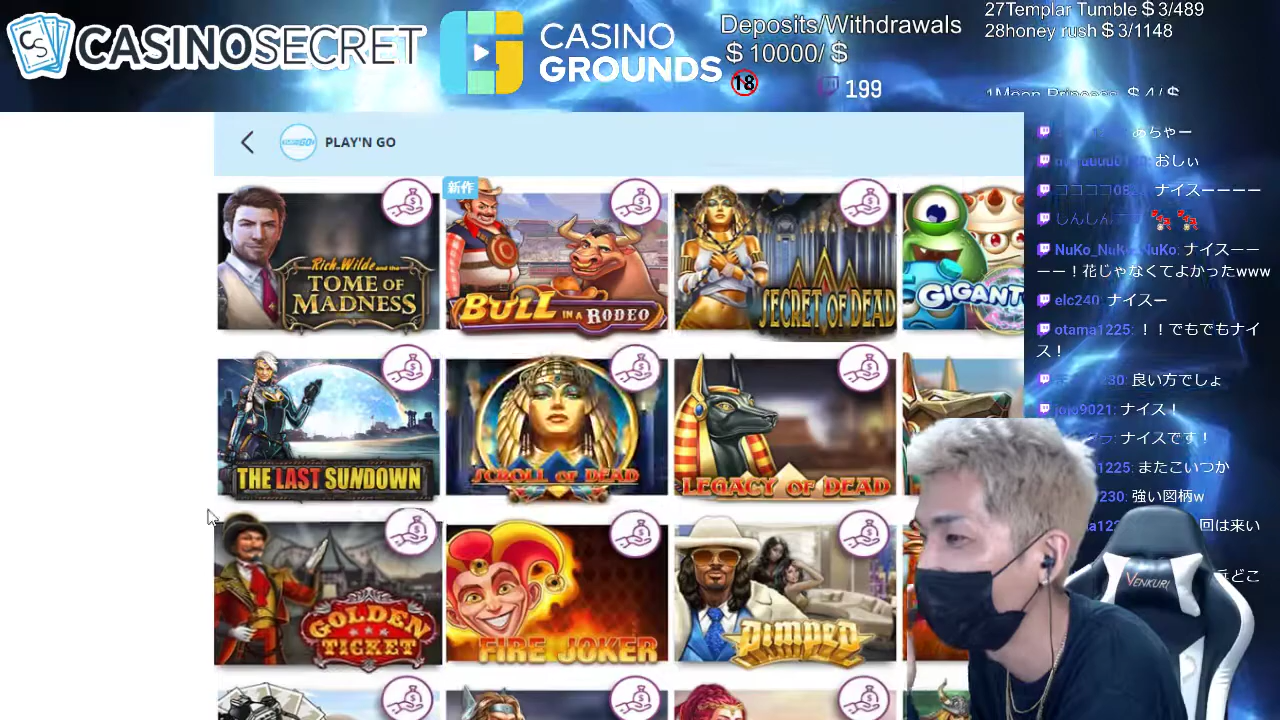 CASINOSECRET
CASINO
GROUNDS
Deposits/Withdrawals
$ 10000/ $
18
199
27Templar Tumble $ 3/489
28honey rush $ 3/1148
PLAY'N GO
Rich Wilde and the
TOME OF
MADNESS
新作
BULL IN A RODEO
SECRET OF DEAD
GIGANT
THE LAST SUNDOWN
SCROLL OF DEAD
LEGACY OF DEAD
GOLDEN
TICKET
FIRE JOKER
PIMPED
めちゃー
おしぃ
ナイスーーーー
NuKo_NuKo_NuKo: ナイスーー
ーー！花じゃなくてよかったwww
elc240: ナイスー
otama1225: ！！でもでもナイ
ス！
230: 良い方でしょ
jojo9021: ナイス！
ナイスです！
1225: またこいつか
230: 強い図柄w
回は来い
VENKURI